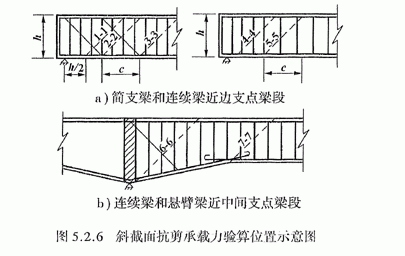 h
1-1
2-2
3-3
h/2
c
h
4-4
5-5
c
a)简支梁和连续梁近边支点梁段
6-6
7-7
b)连续梁和悬臂梁近中间支点梁段
图 5.2.6 斜截面抗剪承载力验算位置示意图